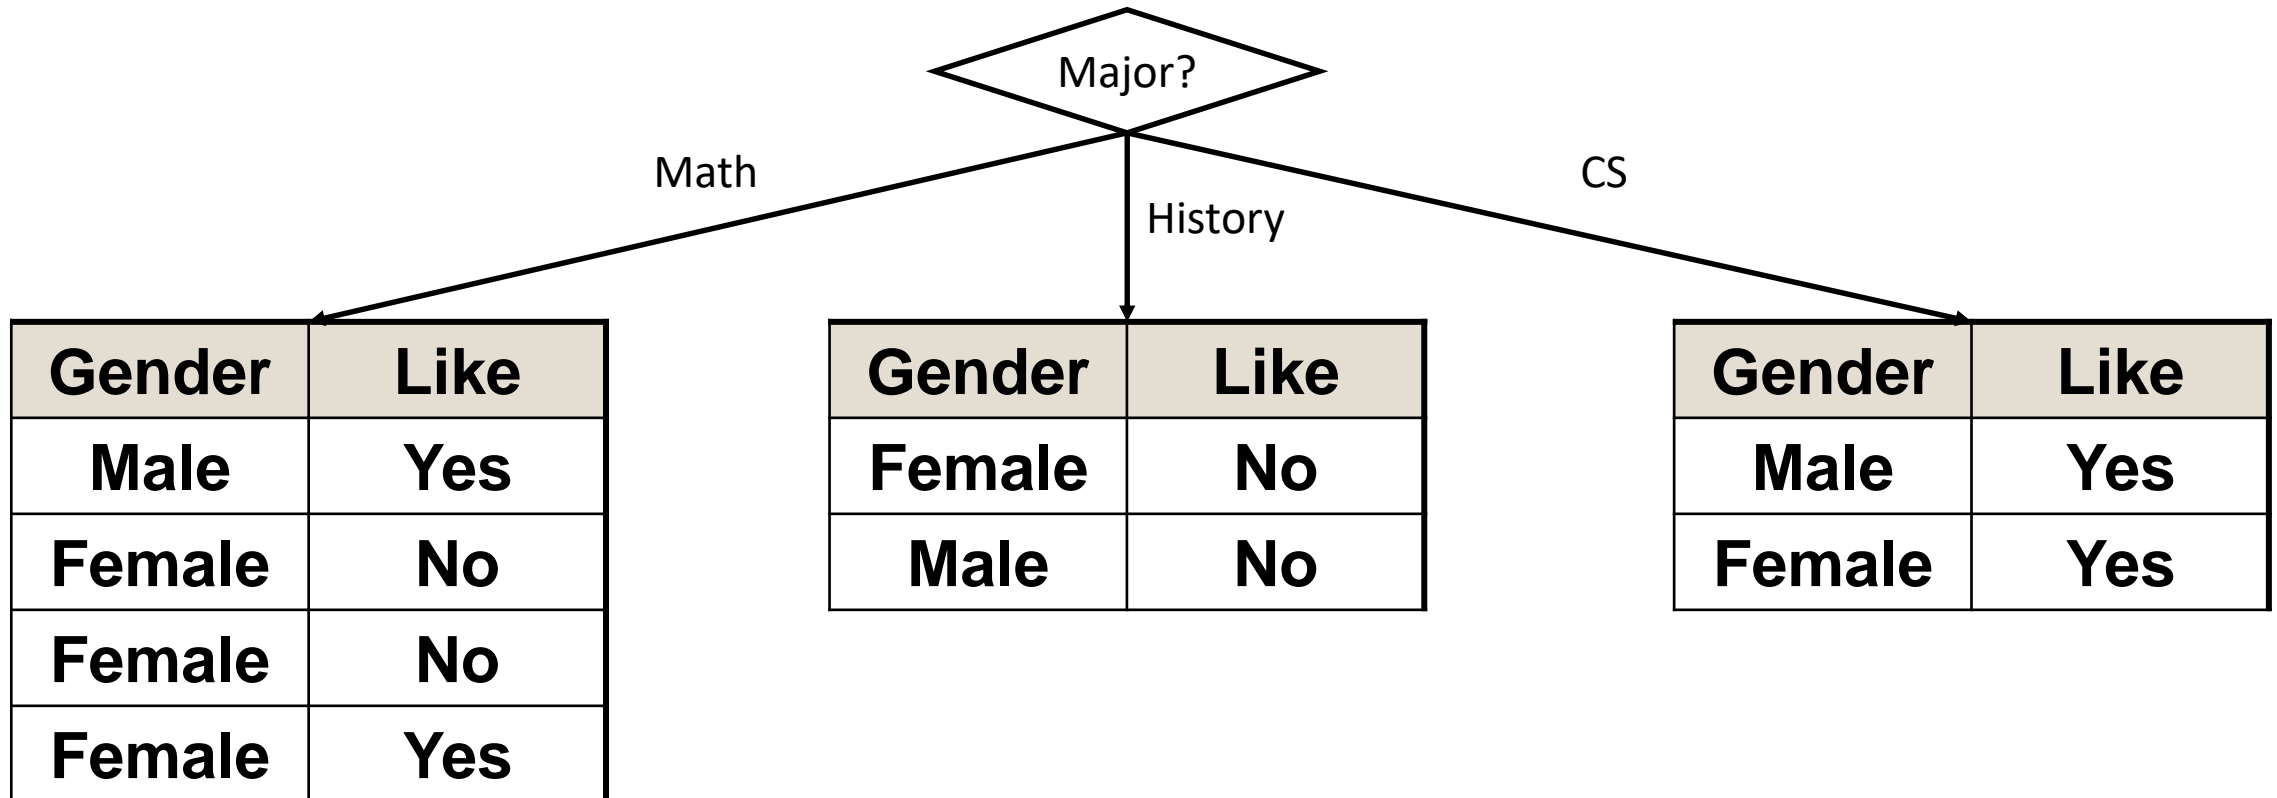 Major?
Math
CS
History
Gender Like
Male Yes
Female No
Female No
Female Yes
Gender Like
Female No
Male No
Gender Like
Male Yes
Female Yes